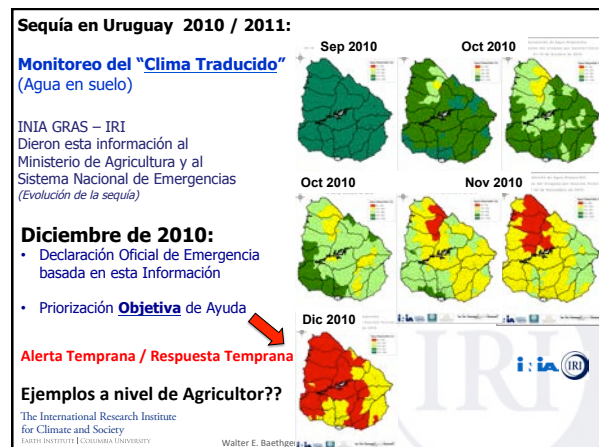 Sequía en Uruguay 2010 / 2011:
Monitoreo del “Clima Traducido”
(Agua en suelo)
INIA GRAS – IRI
Dieron esta información al
Ministerio de Agricultura y al
Sistema Nacional de Emergencias
(Evolución de la sequía)
Diciembre de 2010:
• Declaración Oficial de Emergencia
basada en esta Información
• Priorización Objetiva de Ayuda
Alerta Temprana / Respuesta Temprana
Ejemplos a nivel de Agricultor??
The International Research Institute
for Climate and Society
EARTH INSTITUTE | COLUMBIA UNIVERSITY
Walter E. Baethge
Sep 2010
Oct 2010
Oct 2010
Nov 2010
Dic 2010
inia
IRI